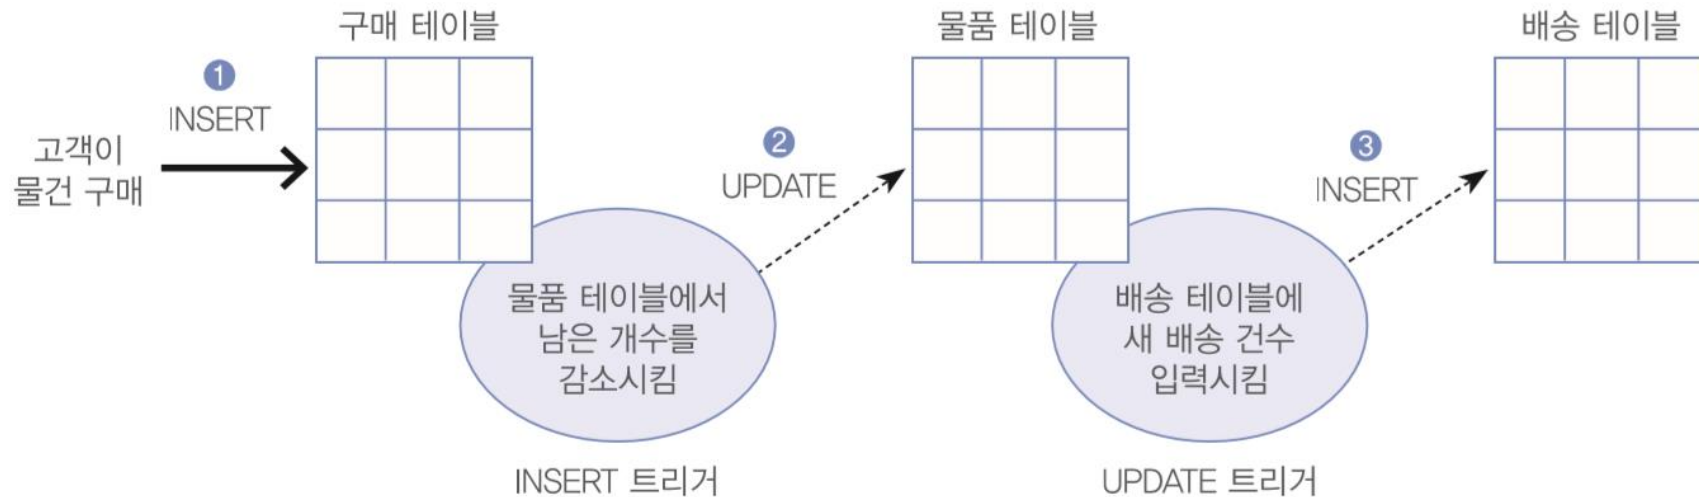 구매 테이블
물품 테이블
배송 테이블
1
INSERT
고객이
물건 구매
2
UPDATE
3
INSERT
물품 테이블에서
남은 개수를
감소시킴
배송 테이블에
새 배송 건수
입력시킴
INSERT 트리거
UPDATE 트리거